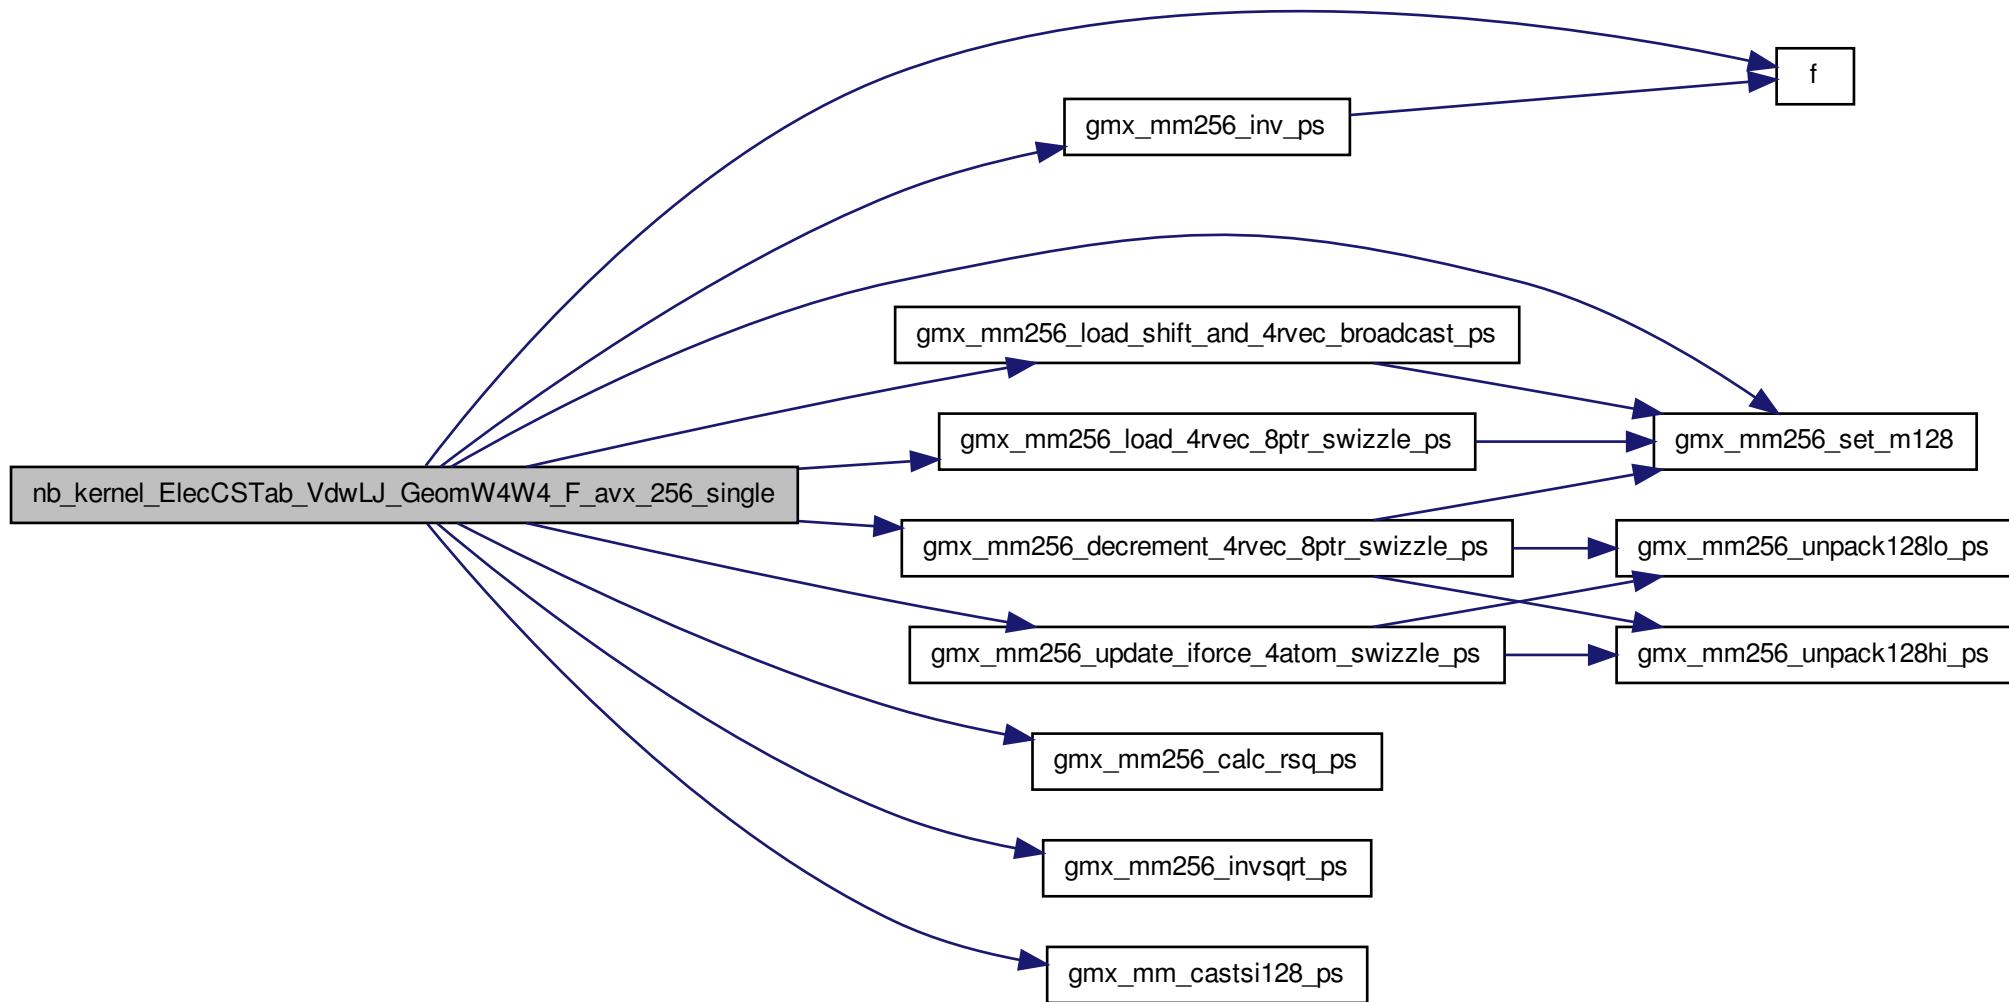 f
gmx_mm256_inv_ps
gmx_mm256_load_shift_and_4rvec_broadcast_ps
gmx_mm256_load_4rvec_8ptr_swizzle_ps
gmx_mm256_set_m128
nb_kernel_ElecCSTab_VdwLJ_GeomW4W4_F_avx_256_single
gmx_mm256_decrement_4rvec_8ptr_swizzle_ps
gmx_mm256_unpack128lo_ps
gmx_mm256_update_iforce_4atom_swizzle_ps
gmx_mm256_unpack128hi_ps
gmx_mm256_calc_rsq_ps
gmx_mm256_invsqrt_ps
gmx_mm_castsi128_ps